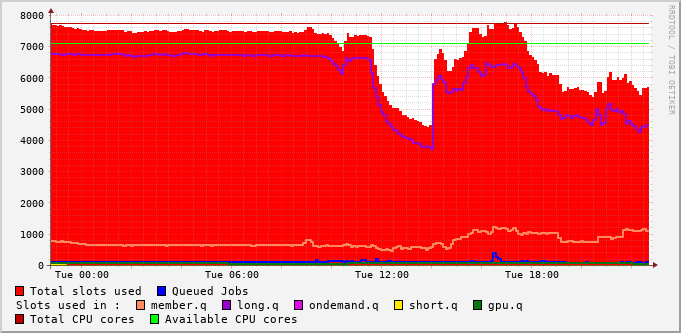 8000
7000
6000
5000
4000
3000
2000
1000
0
Tue 00:00 Tue 06:00 Tue 12:00 Tue 18:00
RRDTOOL / TOBI OETIKER
Total slots used Queued Jobs
Slots used in : member.q long.q ondemand.q short.q gpu.q
Total CPU cores Available CPU cores